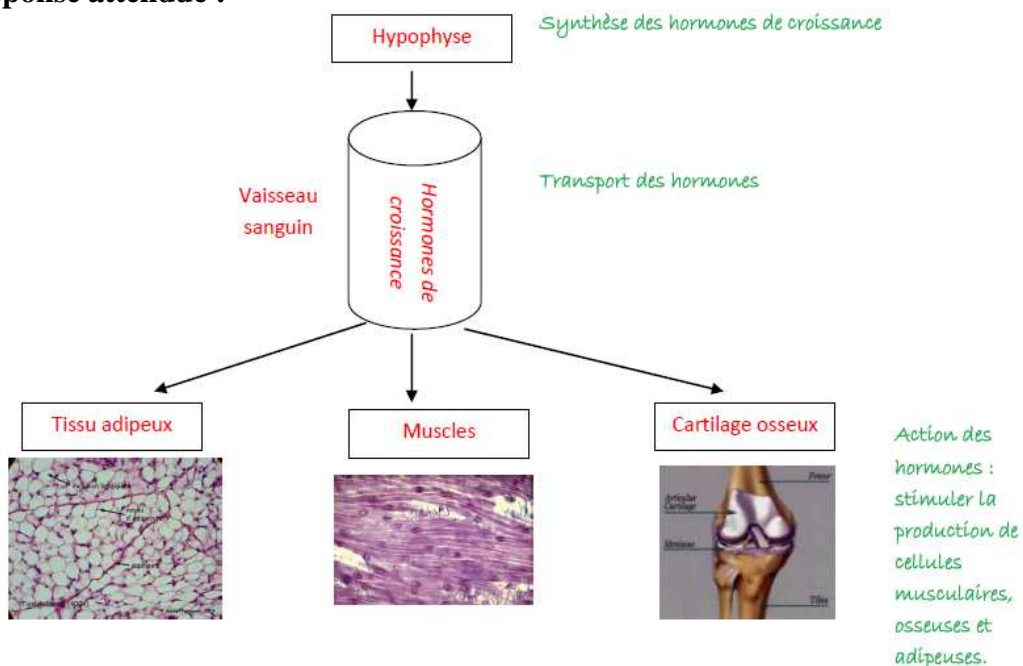 ponse attendue :
Hypophyse
Synthèse des hormones de croissance
Vaisseau
sanguin
Hormones de
croissance
Transport des hormones
Tissu adipeux
Muscles
Cartilage osseux
Articular
Cartilage
Meniscus
Femur
Tibia
Action des
hormones :
stimuler la
production de
cellules
musculaires,
osseuses et
adipeuses.